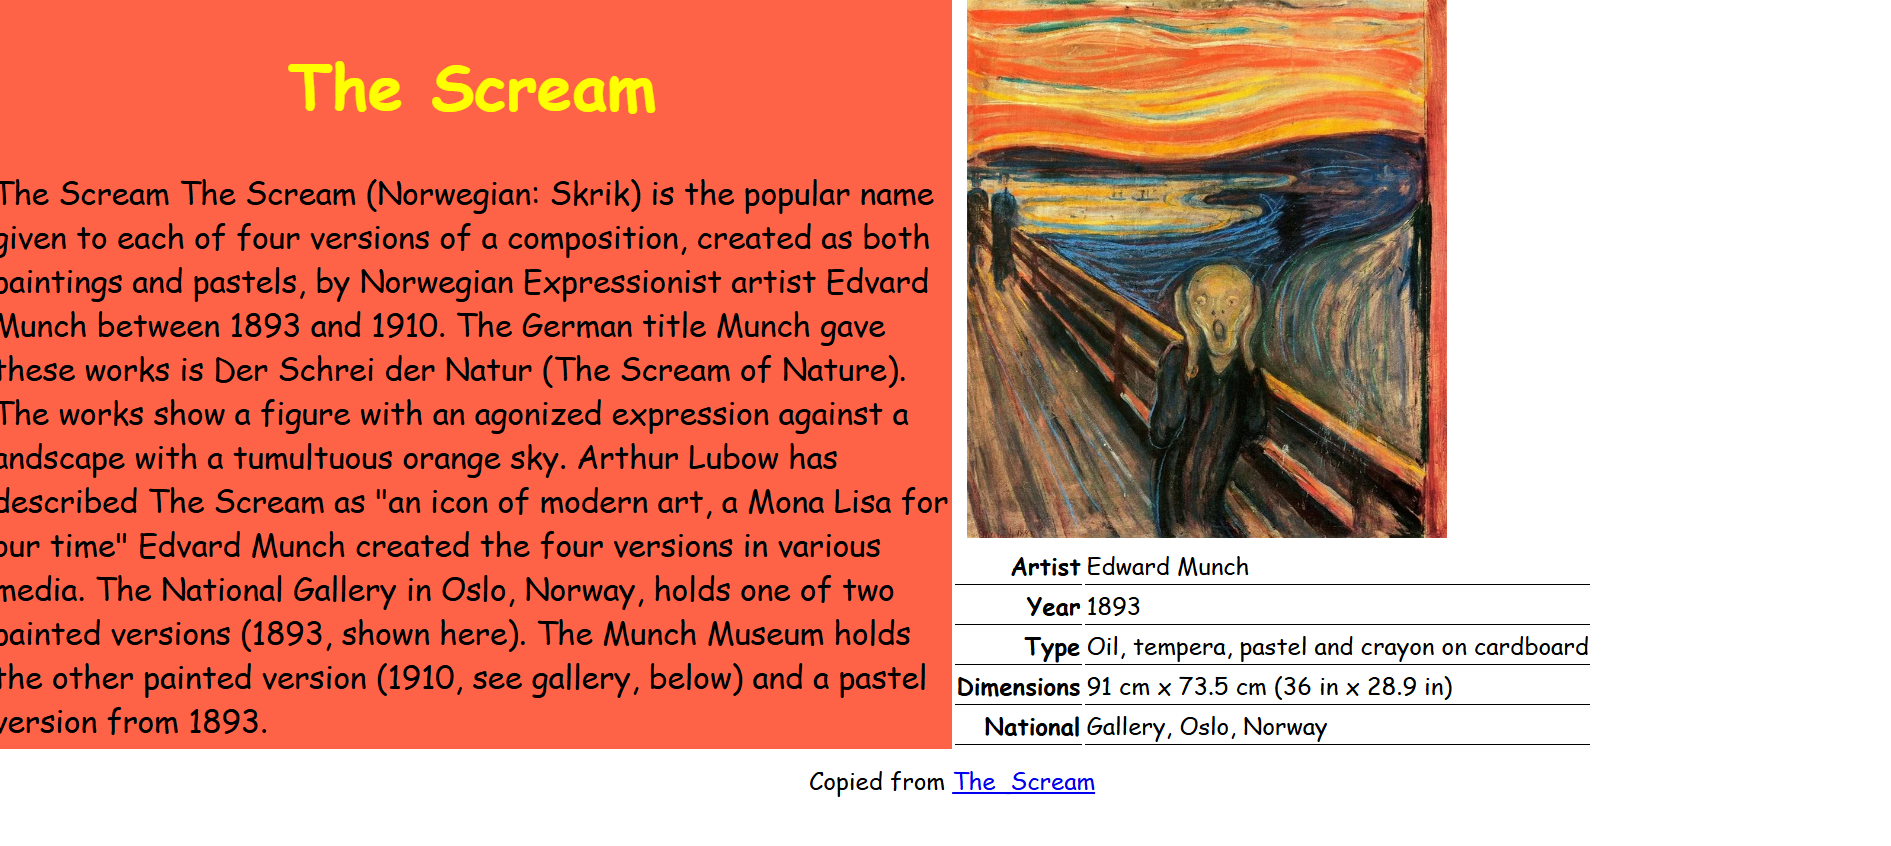 The Scream
The Scream The Scream (Norwegian: Skrik) is the popular name
given to each of four versions of a composition, created as both
paintings and pastels, by Norwegian Expressionist artist Edvard
Munch between 1893 and 1910. The German title Munch gave
these works is Der Schrei der Natur (The Scream of Nature).
The works show a figure with an agonized expression against a
landscape with a tumultuous orange sky. Arthur Lubow has
described The Scream as "an icon of modern art, a Mona Lisa for
our time" Edvard Munch created the four versions in various
media. The National Gallery in Oslo, Norway, holds one of two
painted versions (1893, shown here). The Munch Museum holds
the other painted version (1910, see gallery, below) and a pastel
version from 1893.
Artist Edward Munch
Year 1893
Type Oil, tempera, pastel and crayon on cardboard
Dimensions 91 cm x 73.5 cm (36 in x 28.9 in)
National Gallery, Oslo, Norway
Copied from The_Scream